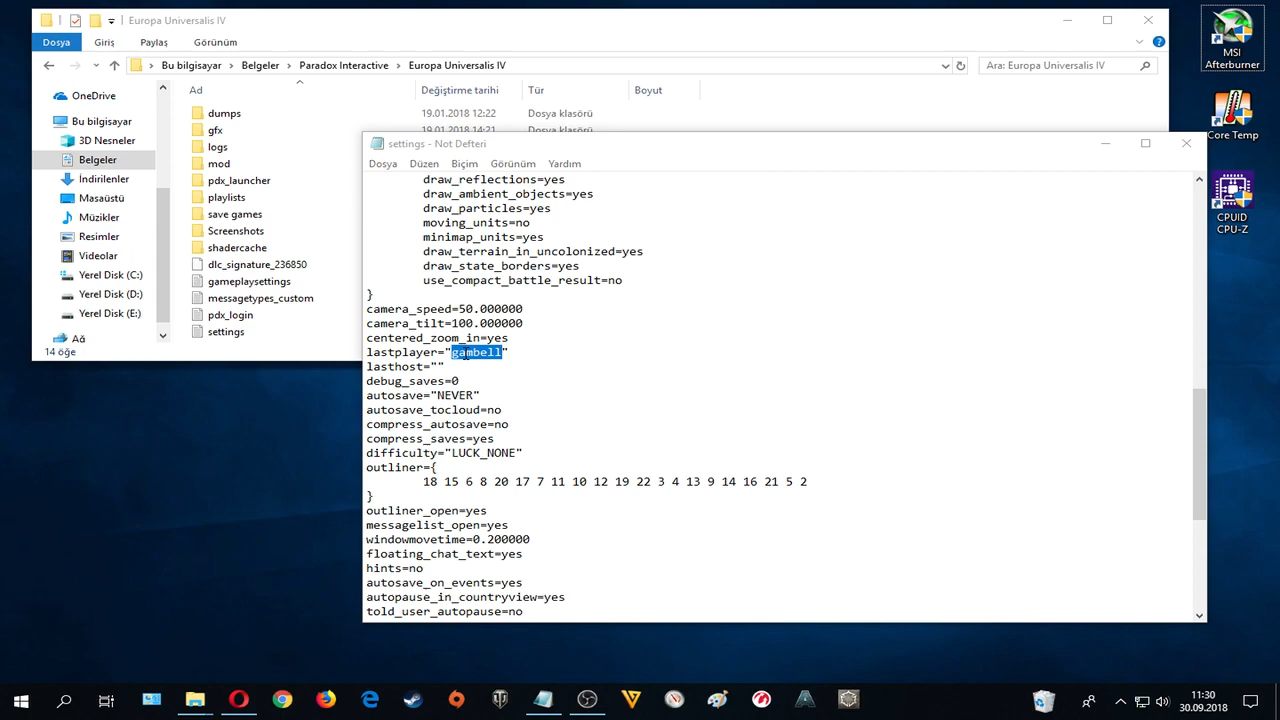 Europa Universalis IV
Dosya Giriş Paylaş Görünüm
Bu bilgisayar Belgeler Paradox Interactive Europa Universalis IV
Ara: Europa Universalis IV
Ad Değiştirme tarihi Tür Boyut
OneDrive
Bu bilgisayar
3D Nesneler
Belgeler
İndirilenler
Masaüstü
Müzikler
Resimler
Videolar
Yerel Disk (C:)
Yerel Disk (D:)
Yerel Disk (E:)
Ağ
14 öğe
dumps 19.01.2018 12:22 Dosya klasörü
gfx 19.01.2018 14:21 Dosya klasörü
logs
mod
pdx_launcher
playlists
save games
Screenshots
shadercache
dlc_signature_236850
gameplaysettings
messagetypes_custom
pdx_login
settings
settings - Not Defteri
Dosya Düzen Biçim Görünüm Yardım
draw_reflections=yes
draw_ambient_objects=yes
draw_particles=yes
moving_units=no
minimap_units=yes
draw_terrain_in_uncolonized=yes
draw_state_borders=yes
use_compact_battle_result=no
}
camera_speed=50.000000
camera_tilt=100.000000
centered_zoom_in=yes
lastplayer="gambell"
lasthost=""
debug_saves=0
autosave="NEVER"
autosave_tocloud=no
compress_autosave=no
compress_saves=yes
difficulty="LUCK_NONE"
outliner={
18 15 6 8 20 17 7 11 10 12 19 22 3 4 13 9 14 16 21 5 2
}
outliner_open=yes
messagelist_open=yes
windowmovetime=0.200000
floating_chat_text=yes
hints=no
autosave_on_events=yes
autopause_in_countryview=yes
told_user_autopause=no
MSI
Afterburner
Core Temp
CPUID
CPU-Z
11:30
30.09.2018